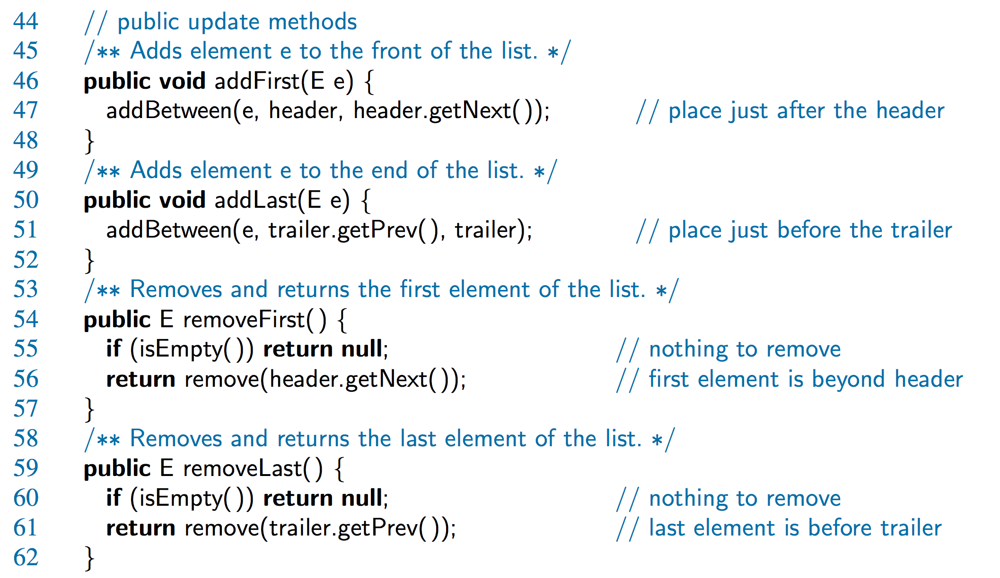 44 // public update methods
45 /** Adds element e to the front of the list. */
46 public void addFirst(E e) {
47 addBetween(e, header, header.getNext()); // place just after the header
48 }
49 /** Adds element e to the end of the list. */
50 public void addLast(E e) {
51 addBetween(e, trailer.getPrev(), trailer); // place just before the trailer
52 }
53 /** Removes and returns the first element of the list. */
54 public E removeFirst() {
55 if (isEmpty()) return null; // nothing to remove
56 return remove(header.getNext()); // first element is beyond header
57 }
58 /** Removes and returns the last element of the list. */
59 public E removeLast() {
60 if (isEmpty()) return null; // nothing to remove
61 return remove(trailer.getPrev()); // last element is before trailer
62 }